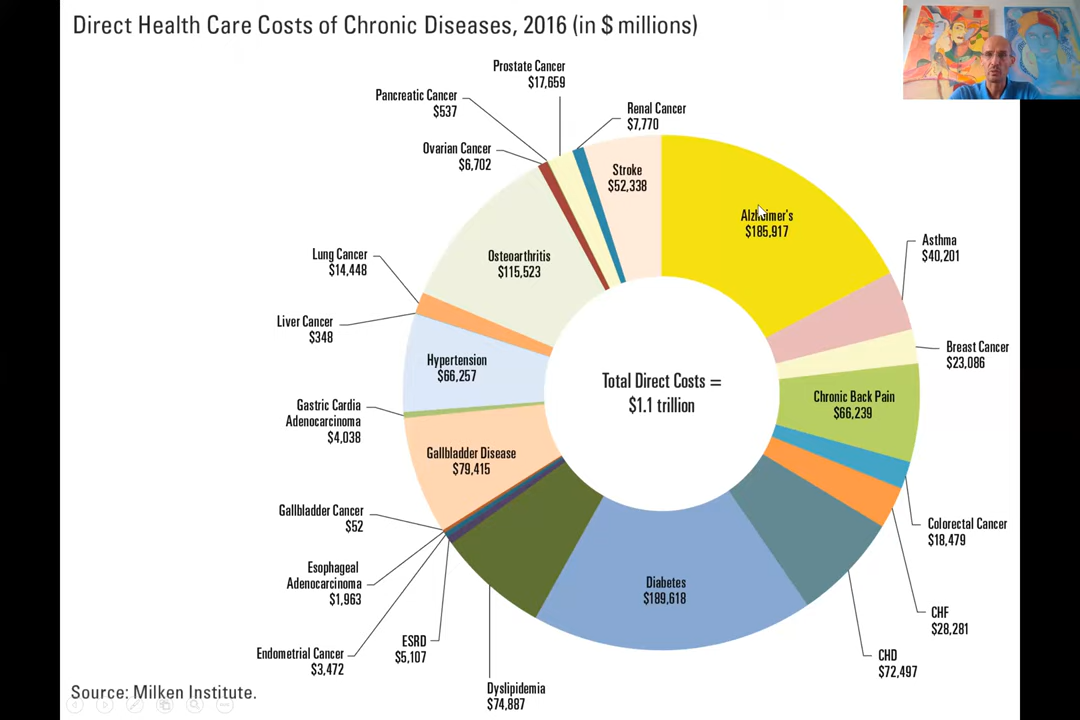 Direct Health Care Costs of Chronic Diseases, 2016 (in $ millions)
Prostate Cancer
$17,659
Pancreatic Cancer
$537
Renal Cancer
$7,770
Ovarian Cancer
$6,702
Stroke
$52,338
Alzheimer's
$185,917
Asthma
$40,201
Osteoarthritis
$115,523
Lung Cancer
$14,448
Liver Cancer
$348
Breast Cancer
$23,086
Hypertension
$66,257
Total Direct Costs =
$1.1 trillion
Chronic Back Pain
$66,239
Gastric Cardia
Adenocarcinoma
$4,038
Gallbladder Disease
$79,415
Gallbladder Cancer
$52
Colorectal Cancer
$18,479
Esophageal
Adenocarcinoma
$1,963
Diabetes
$189,618
CHF
$28,281
ESRD
$5,107
Endometrial Cancer
$3,472
CHD
$72,497
Dyslipidemia
$74,887
Source: Milken Institute.